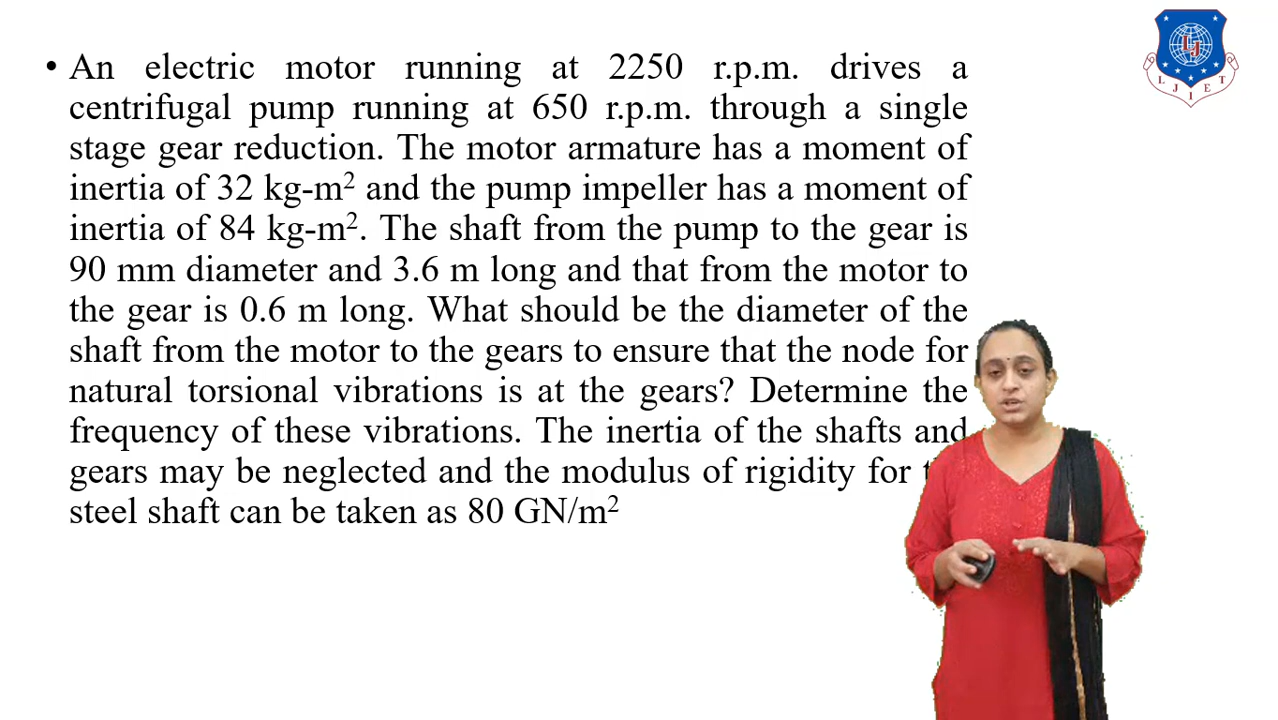 • An electric motor running at 2250 r.p.m. drives a
centrifugal pump running at 650 r.p.m. through a single
stage gear reduction. The motor armature has a moment of
inertia of 32 kg-m² and the pump impeller has a moment of
inertia of 84 kg-m². The shaft from the pump to the gear is
90 mm diameter and 3.6 m long and that from the motor to
the gear is 0.6 m long. What should be the diameter of the
shaft from the motor to the gears to ensure that the node for
natural torsional vibrations is at the gears? Determine the
frequency of these vibrations. The inertia of the shafts and
gears may be neglected and the modulus of rigidity for
steel shaft can be taken as 80 GN/m²
LJ
L J I E T